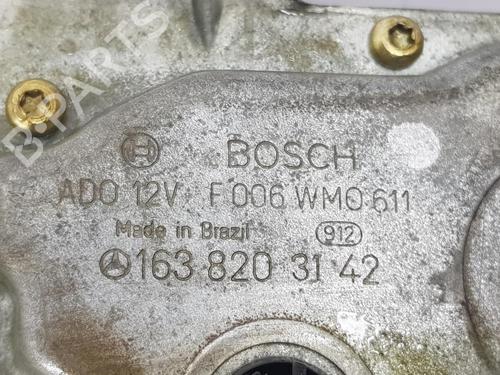 BOSCH
ADO 12V F 006 WM0 611
Made in Brazil 912
163 820 31 42
B-PARTS